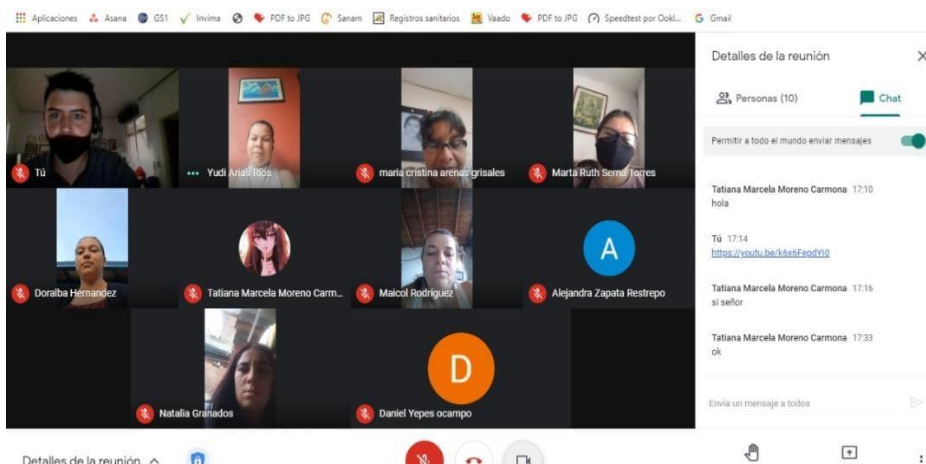 Aplicaciones Asana GS1 Invima PDF to JPG Sanam Registros sanitarios Vaado PDF to JPG Speedtest por Ookl... Gmail
Tú
Yudi Arias Rios
maria cristina arenas grisales
Marta Ruth Serna Torres
Doralba Hernandez
Tatiana Marcela Moreno Carm...
Maicol Rodríguez
A
Alejandra Zapata Restrepo
Natalia Granados
D
Daniel Yepes ocampo
Detalles de la reunión
Personas (10)
Chat
Permitir a todo el mundo enviar mensajes
Tatiana Marcela Moreno Carmona 17:10
hola
Tú 17:14
https://youtu.be/k6x6FepdYI0
Tatiana Marcela Moreno Carmona 17:16
si señor
Tatiana Marcela Moreno Carmona 17:33
ok
Envía un mensaje a todos
Detalles de la reunión